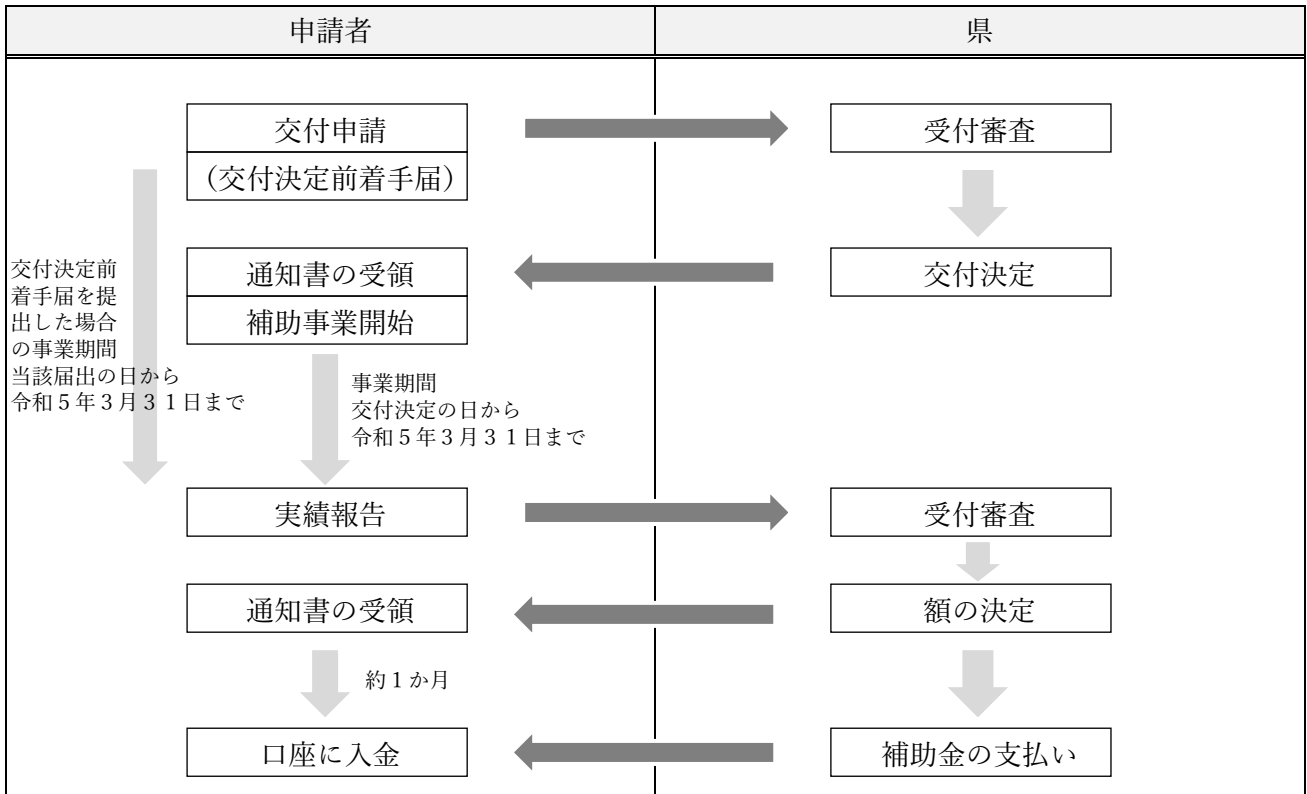 申請者
県
交付申請
受付審査
（交付決定前着手届）
通知書の受領
交付決定
補助事業開始
交付決定前
着手届を提
出した場合
の事業期間
当該届出の日から
令和５年３月３１日まで
事業期間
交付決定の日から
令和５年３月３１日まで
実績報告
受付審査
通知書の受領
額の決定
約１か月
口座に入金
補助金の支払い